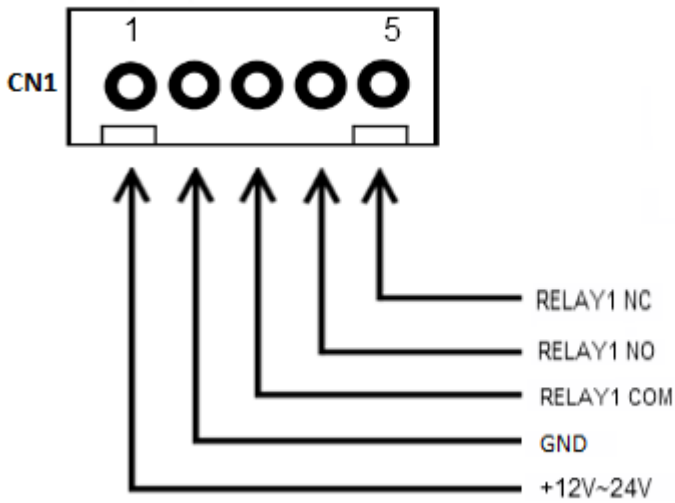 1 5
CN1
RELAY1 NC
RELAY1 NO
RELAY1 COM
GND
+12V~24V